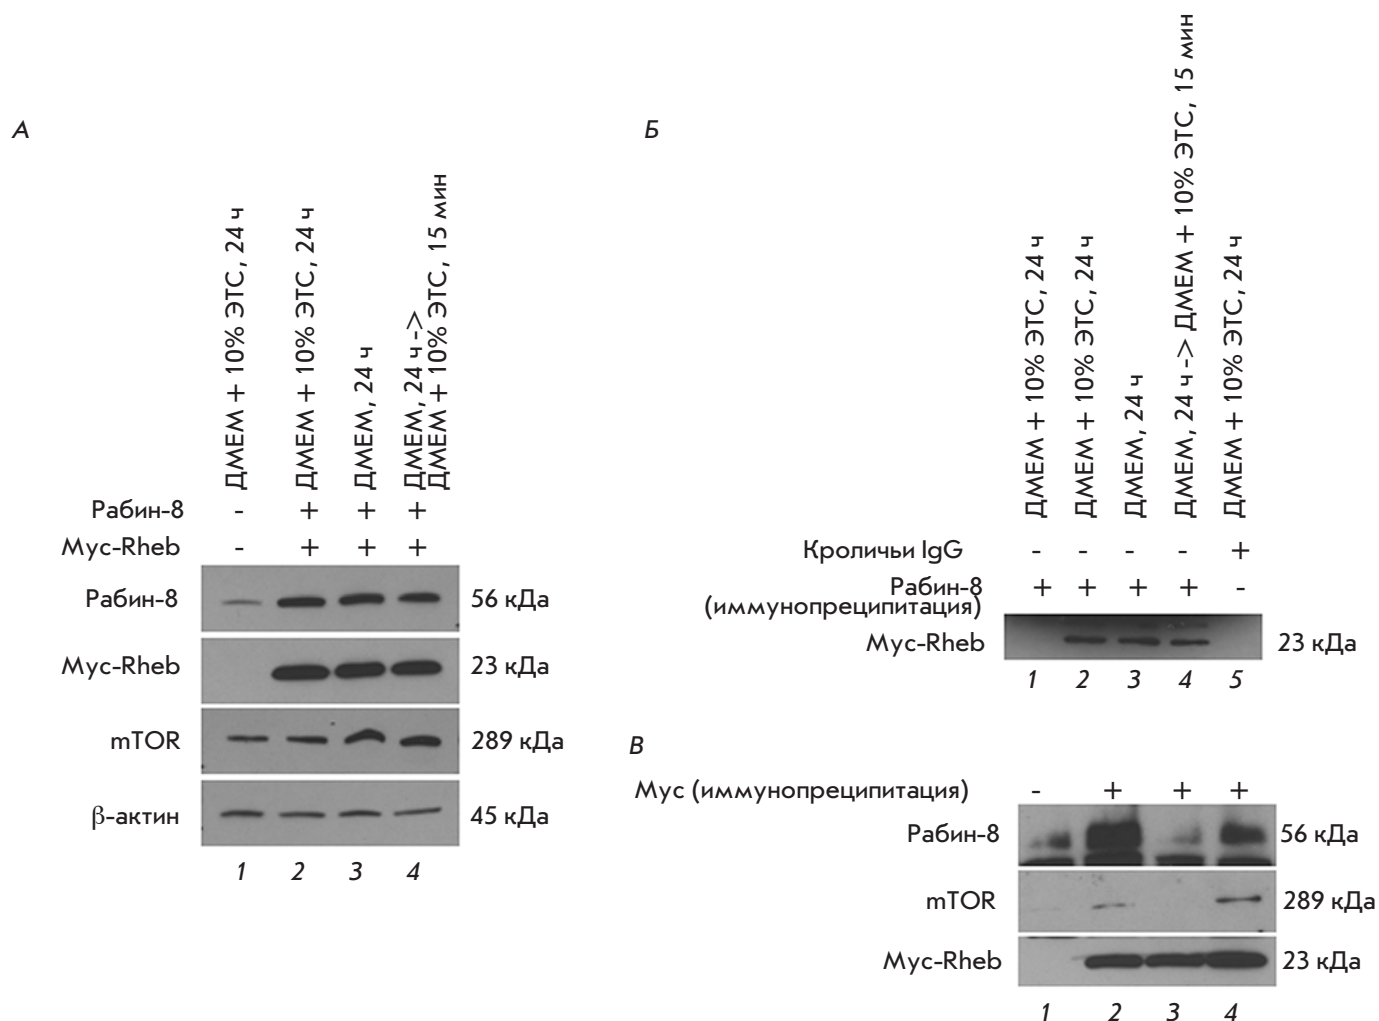 А
ДМЕМ + 10% ЭТС, 24 ч
ДМЕМ + 10% ЭТС, 24 ч
ДМЕМ, 24 ч
ДМЕМ, 24 ч ->
ДМЕМ + 10% ЭТС, 15 мин
Рабин-8 - + + +
Myc-Rheb - + + +
Рабин-8 56 кДа
Myc-Rheb 23 кДа
mTOR 289 кДа
β-актин 45 кДа
1 2 3 4
Б
ДМЕМ + 10% ЭТС, 24 ч
ДМЕМ + 10% ЭТС, 24 ч
ДМЕМ, 24 ч
ДМЕМ, 24 ч -> ДМЕМ + 10% ЭТС, 15 мин
ДМЕМ + 10% ЭТС, 24 ч
Кроличьи IgG - - - - +
Рабин-8 + + + + -
(иммунопреципитация)
Myc-Rheb 23 кДа
1 2 3 4 5
В
Myc (иммунопреципитация) - + + +
Рабин-8 56 кДа
mTOR 289 кДа
Myc-Rheb 23 кДа
1 2 3 4